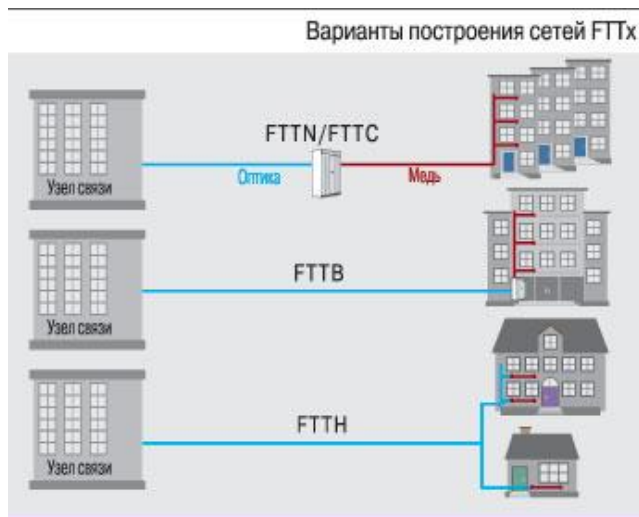 Варианты построения сетей FTTx
FTTN/FTTC
Оптика
Медь
Узел связи
FTTB
Узел связи
FTTH
Узел связи